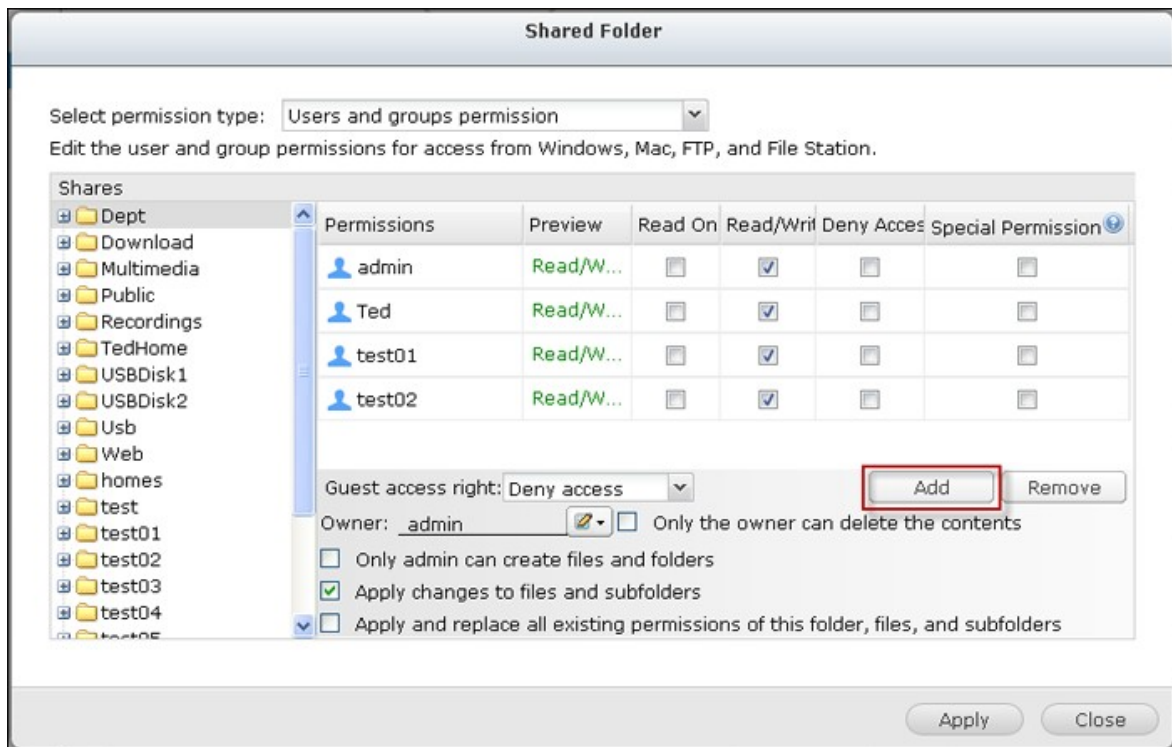 Shared Folder
Select permission type: Users and groups permission
Edit the user and group permissions for access from Windows, Mac, FTP, and File Station.
Shares
Dept
Download
Multimedia
Public
Recordings
TedHome
USBDisk1
USBDisk2
Usb
Web
homes
test
test01
test02
test03
test04
Permissions Preview Read On Read/Writ Deny Acces Special Permission
admin Read/W...
Ted Read/W...
test01 Read/W...
test02 Read/W...
Guest access right: Deny access Add Remove
Owner: admin Only the owner can delete the contents
Only admin can create files and folders
Apply changes to files and subfolders
Apply and replace all existing permissions of this folder, files, and subfolders
Apply Close